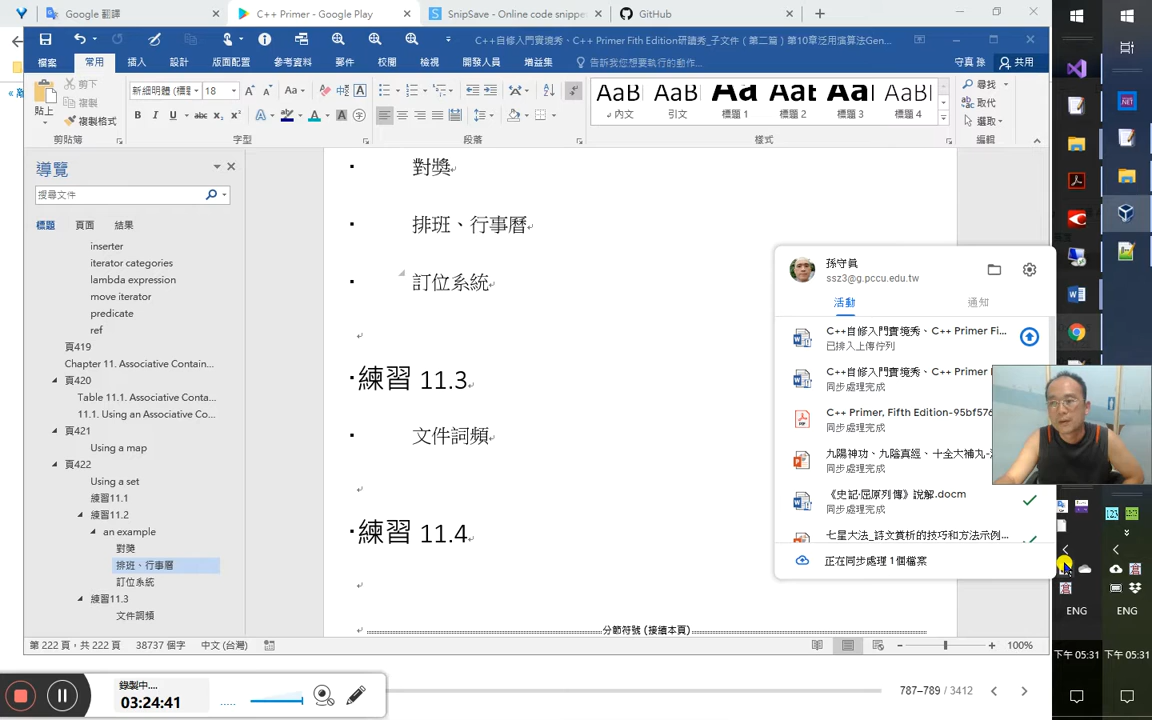 Google 翻譯
C++ Primer - Google Play
SnipSave - Online code snippe
GitHub
C++自修入門實境秀、C++ Primer Fith Edition研讀秀_子文件（第二篇）第10章泛用演算法Gen...
檔案
常用
插入
設計
版面配置
參考資料
郵件
校閱
檢視
開發人員
增益集
告訴我您想要執行的動作...
守真 孫
共用
貼上
剪下
複製
複製格式
剪貼簿
新細明體 (標
18
字型
段落
AaB
內文
AaB
引文
Aa
標題 1
Aab
標題 2
Aal
標題 3
AaB
標題 4
樣式
尋找
取代
選取
編輯
導覽
搜尋文件
標題
頁面
結果
inserter
iterator categories
lambda expression
move iterator
predicate
ref
頁419
Chapter 11. Associative Contain...
頁420
Table 11.1. Associative Conta...
11.1. Using an Associative Co...
頁421
Using a map
頁422
Using a set
練習11.1
練習11.2
an example
對獎
排班、行事曆
訂位系統
練習11.3
文件詞頻
對獎
排班、行事曆
訂位系統
練習 11.3
文件詞頻
練習 11.4
分節符號 (接續本頁)
孫守真
ssz3@g.pccu.edu.tw
活動
通知
C++自修入門實境秀、C++ Primer Fi...
已排入上傳佇列
C++自修入門實境秀、C++ Primer
同步處理完成
C++ Primer, Fifth Edition-95bf576
同步處理完成
九陽神功、九陰真經、十全大補丸
同步處理完成
《史記·屈原列傳》說解.docm
同步處理完成
七星大法_詩文賞析的技巧和方法示例...
正在同步處理 1 個檔案
第 222 頁，共 222 頁
38737 個字
中文 (台灣)
100%
錄製中....
03:24:41
787–789 / 3412
ENG
ENG
下午 05:31
下午 05:31